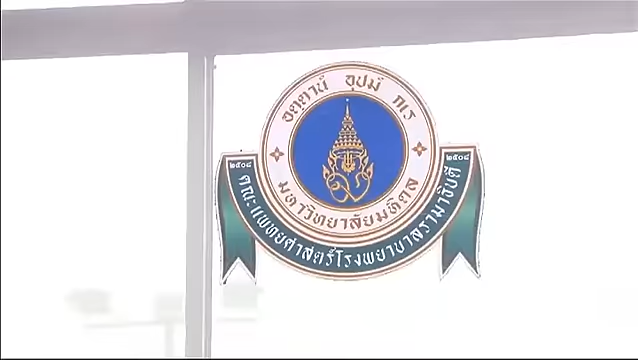 อตฺตานํ อุปมํ กเร
มหาวิทยาลัยมหิดล
๒๕๐๘ ๒๕๐๘
คณะแพทยศาสตร์โรงพยาบาลรามาธิบดี